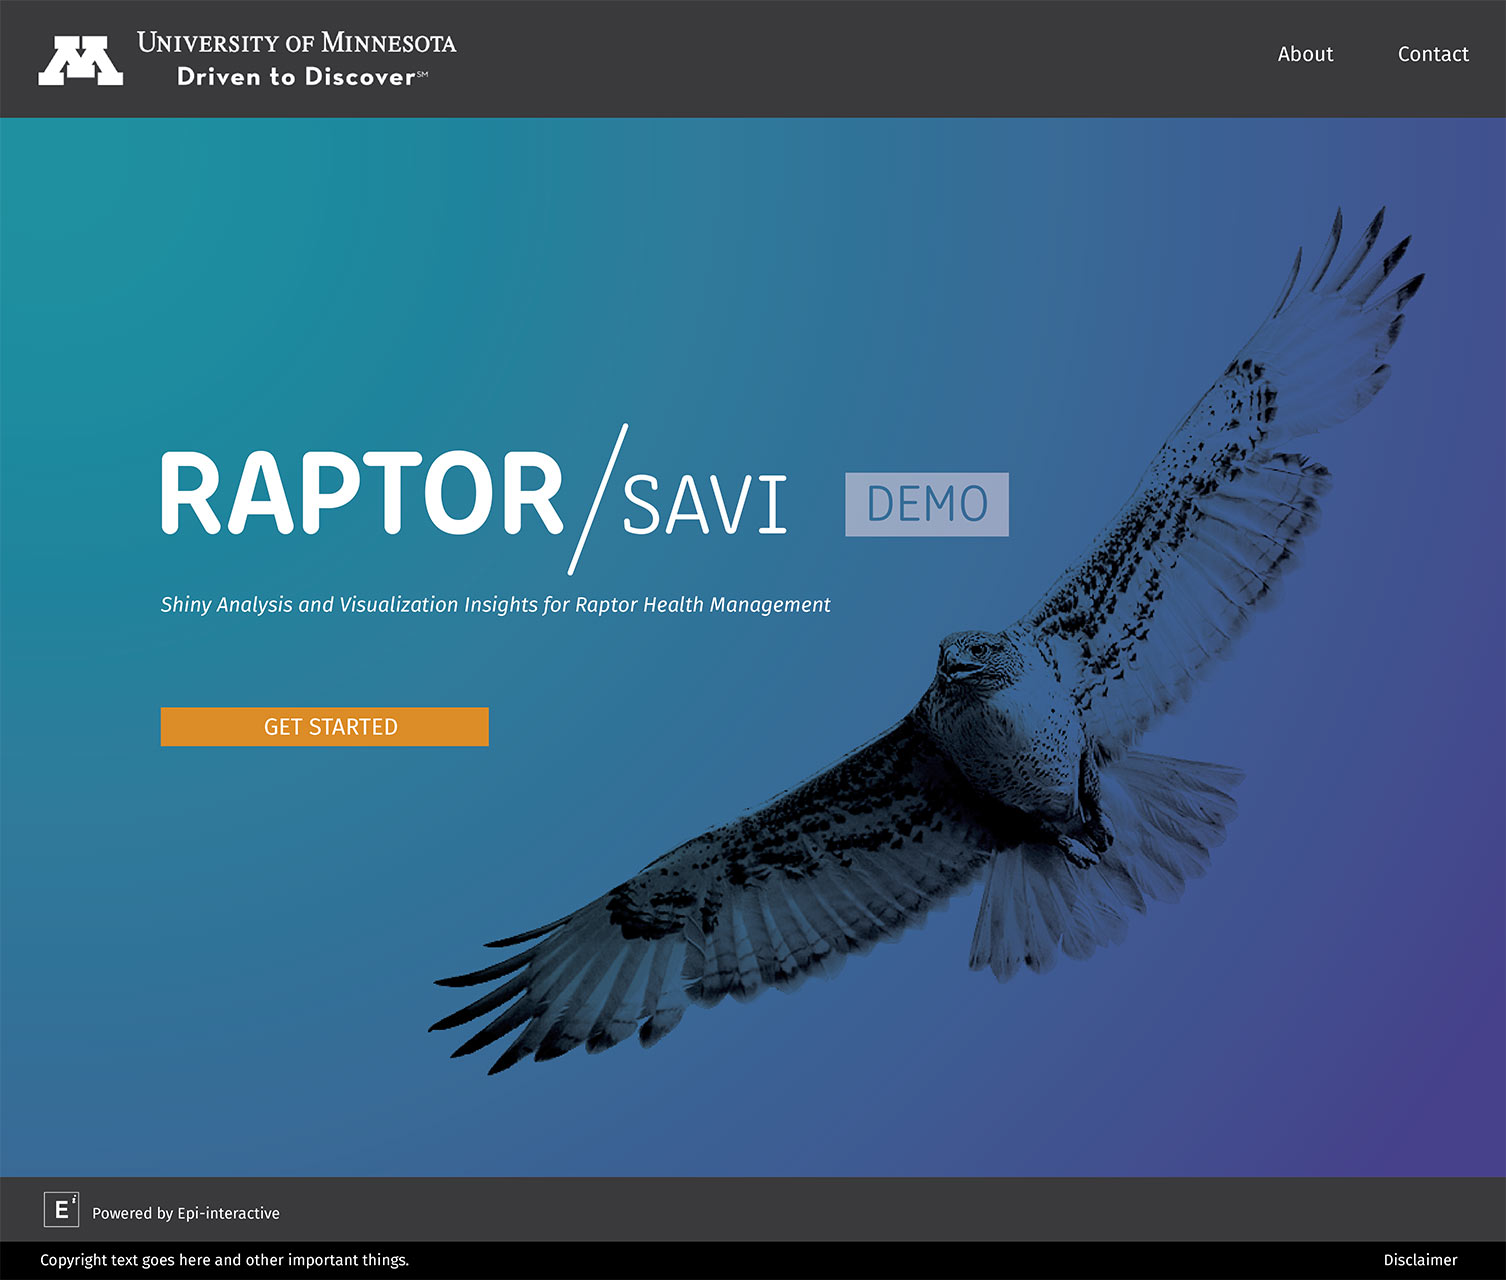 M
UNIVERSITY OF MINNESOTA
Driven to Discover℠
About
Contact
RAPTOR/SAVI
DEMO
Shiny Analysis and Visualization Insights for Raptor Health Management
GET STARTED
Ei
Powered by Epi-interactive
Copyright text goes here and other important things.
Disclaimer